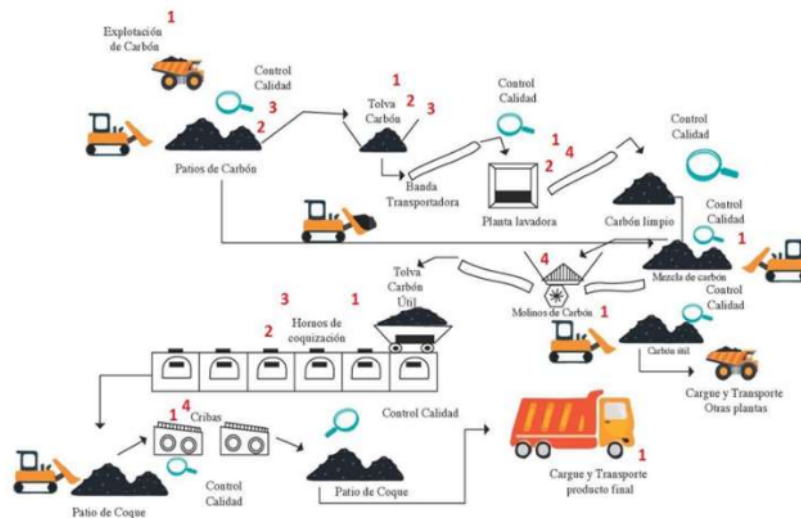 1
Explotación
de Carbón
Control
Calidad
3
2
Patios de Carbón
1
Tolva
Carbón
2
3
Banda
Transportadora
Control
Calidad
1
4
2
Planta lavadora
Control
Calidad
Carbón limpio
Control
Calidad
1
Mezcla de carbón
Control
Calidad
4
Molinos de Carbón
1
Carbón útil
Cargue y Transporte
Otras plantas
Tolva
Carbón
Útil
1
3
Hornos de
coquización
2
1
4
Cribas
Control
Calidad
Patio de Coque
Control Calidad
Patio de Coque
1
Cargue y Transporte
producto final